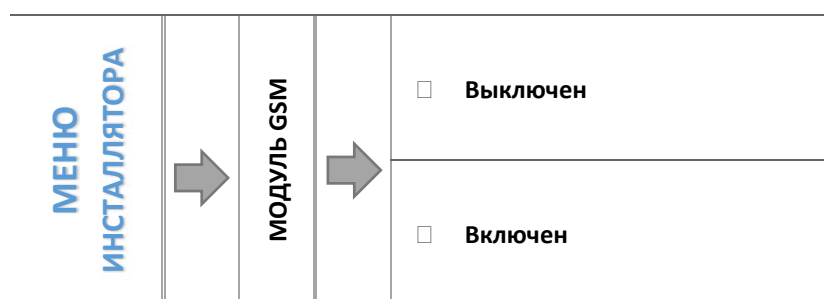 МЕНЮ
ИНСТАЛЛЯТОРА
МОДУЛЬ GSM
Выключен
Включен